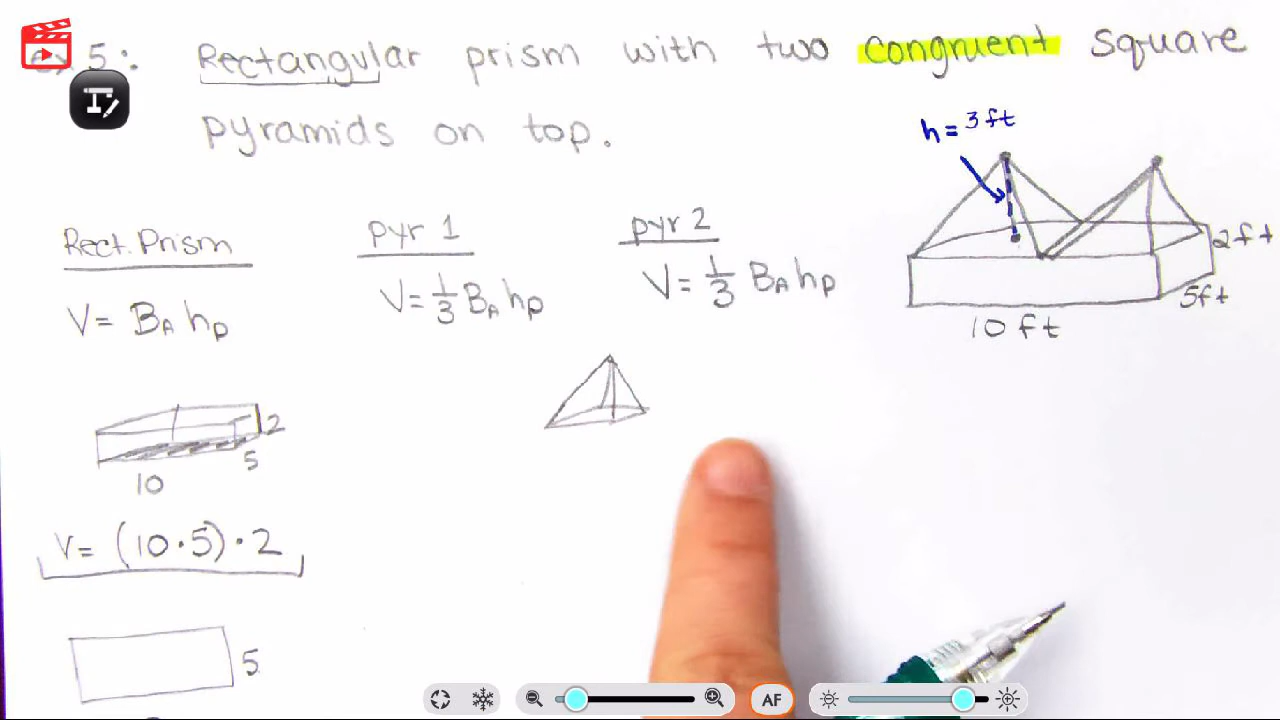 ex 5: Rectangular prism with two congruent square
pyramids on top.
h = 3 ft
2 ft
5ft
10 ft
Rect. Prism
V= BA hp
pyr 1
V= 1/3 BA hp
pyr 2
V= 1/3 BA hp
2
5
10
V= (10·5)·2
5
AF